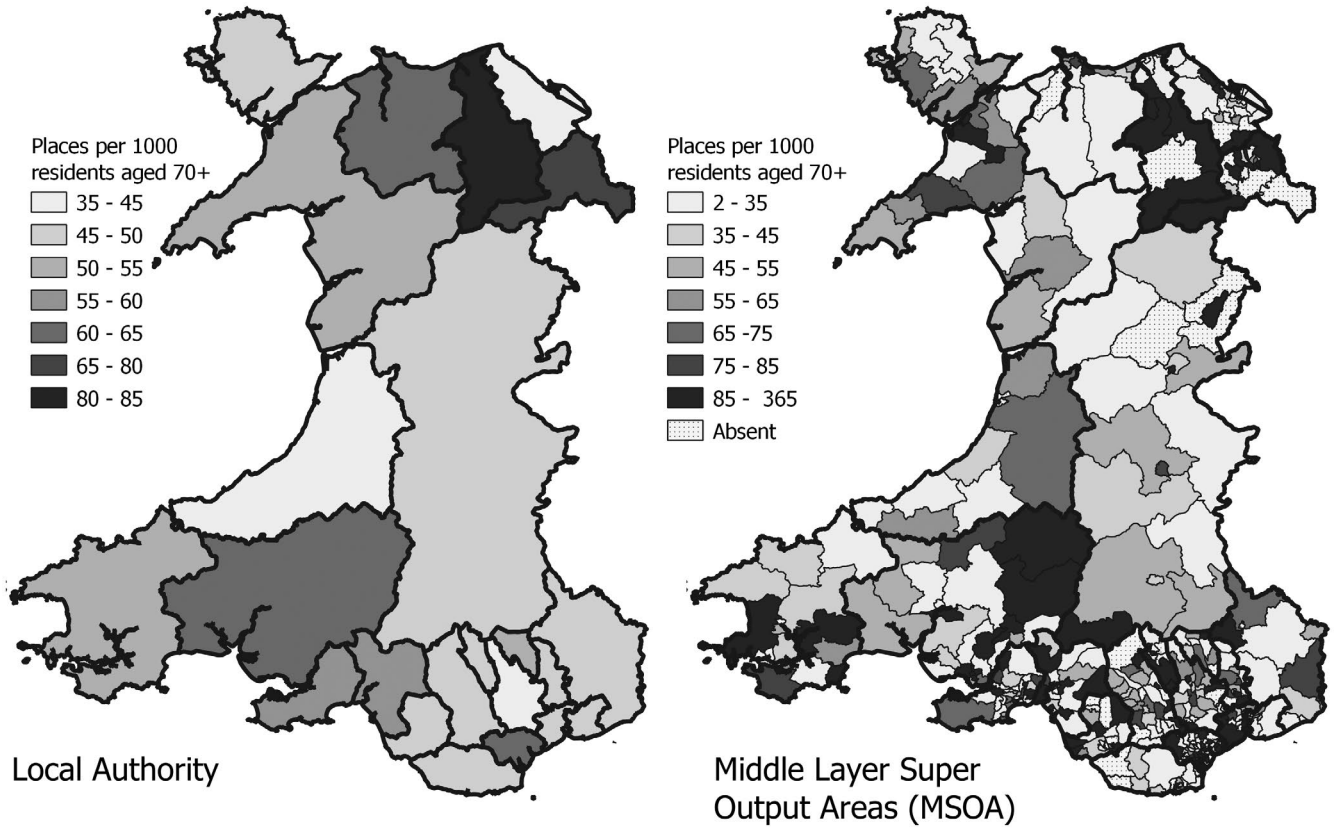 Places per 1000
residents aged 70+
35 - 45
45 - 50
50 - 55
55 - 60
60 - 65
65 - 80
80 - 85
Local Authority
Places per 1000
residents aged 70+
2 - 35
35 - 45
45 - 55
55 - 65
65 -75
75 - 85
85 - 365
Absent
Middle Layer Super
Output Areas (MSOA)